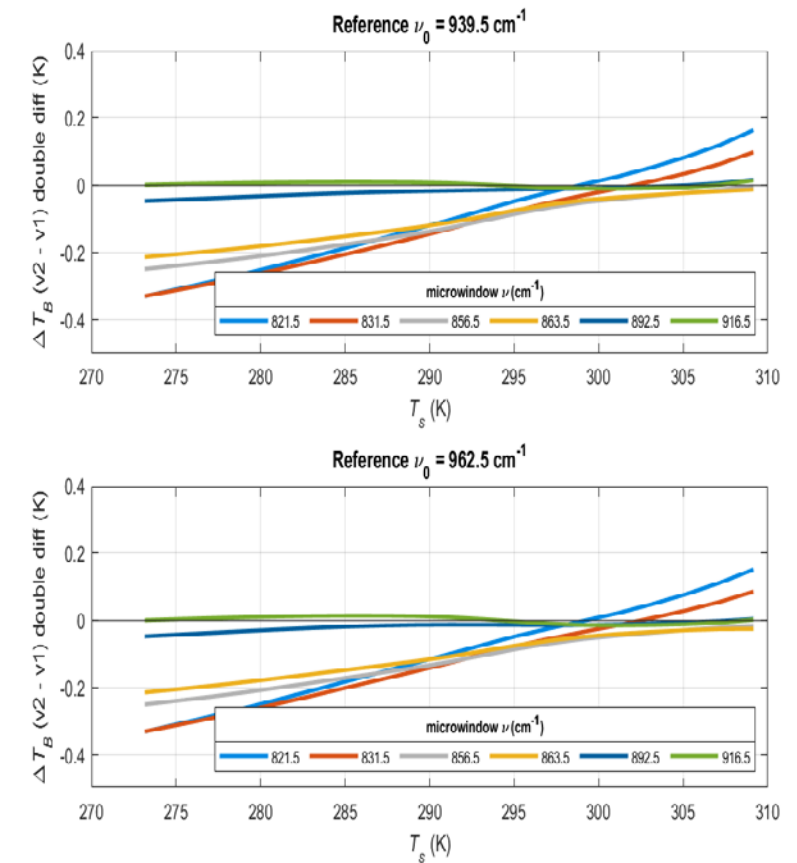 Reference ν₀ = 939.5 cm⁻¹
0.4
0.2
0
-0.2
-0.4
ΔT_B (v2 - v1) double diff (K)
microwindow ν (cm⁻¹)
821.5 831.5 856.5 863.5 892.5 916.5
270 275 280 285 290 295 300 305 310
T_s (K)
Reference ν₀ = 962.5 cm⁻¹
0.4
0.2
0
-0.2
-0.4
ΔT_B (v2 - v1) double diff (K)
microwindow ν (cm⁻¹)
821.5 831.5 856.5 863.5 892.5 916.5
270 275 280 285 290 295 300 305 310
T_s (K)